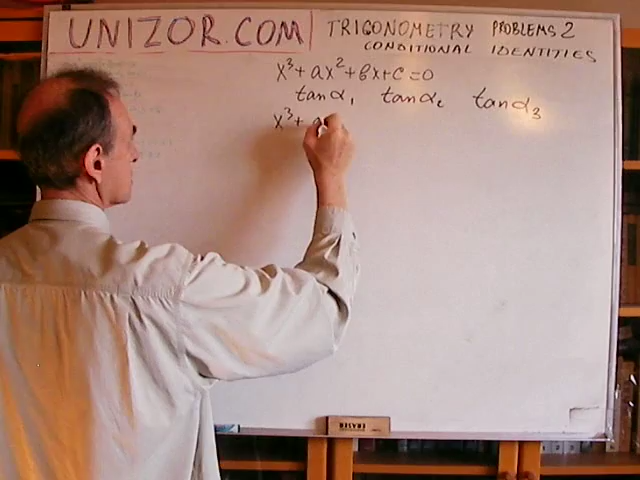 UNIZOR.COM
TRIGONOMETRY PROBLEMS 2
CONDITIONAL IDENTITIES
x³+ax²+bx+c=0
tanα₁ tanα₂ tanα₃
x³+ a